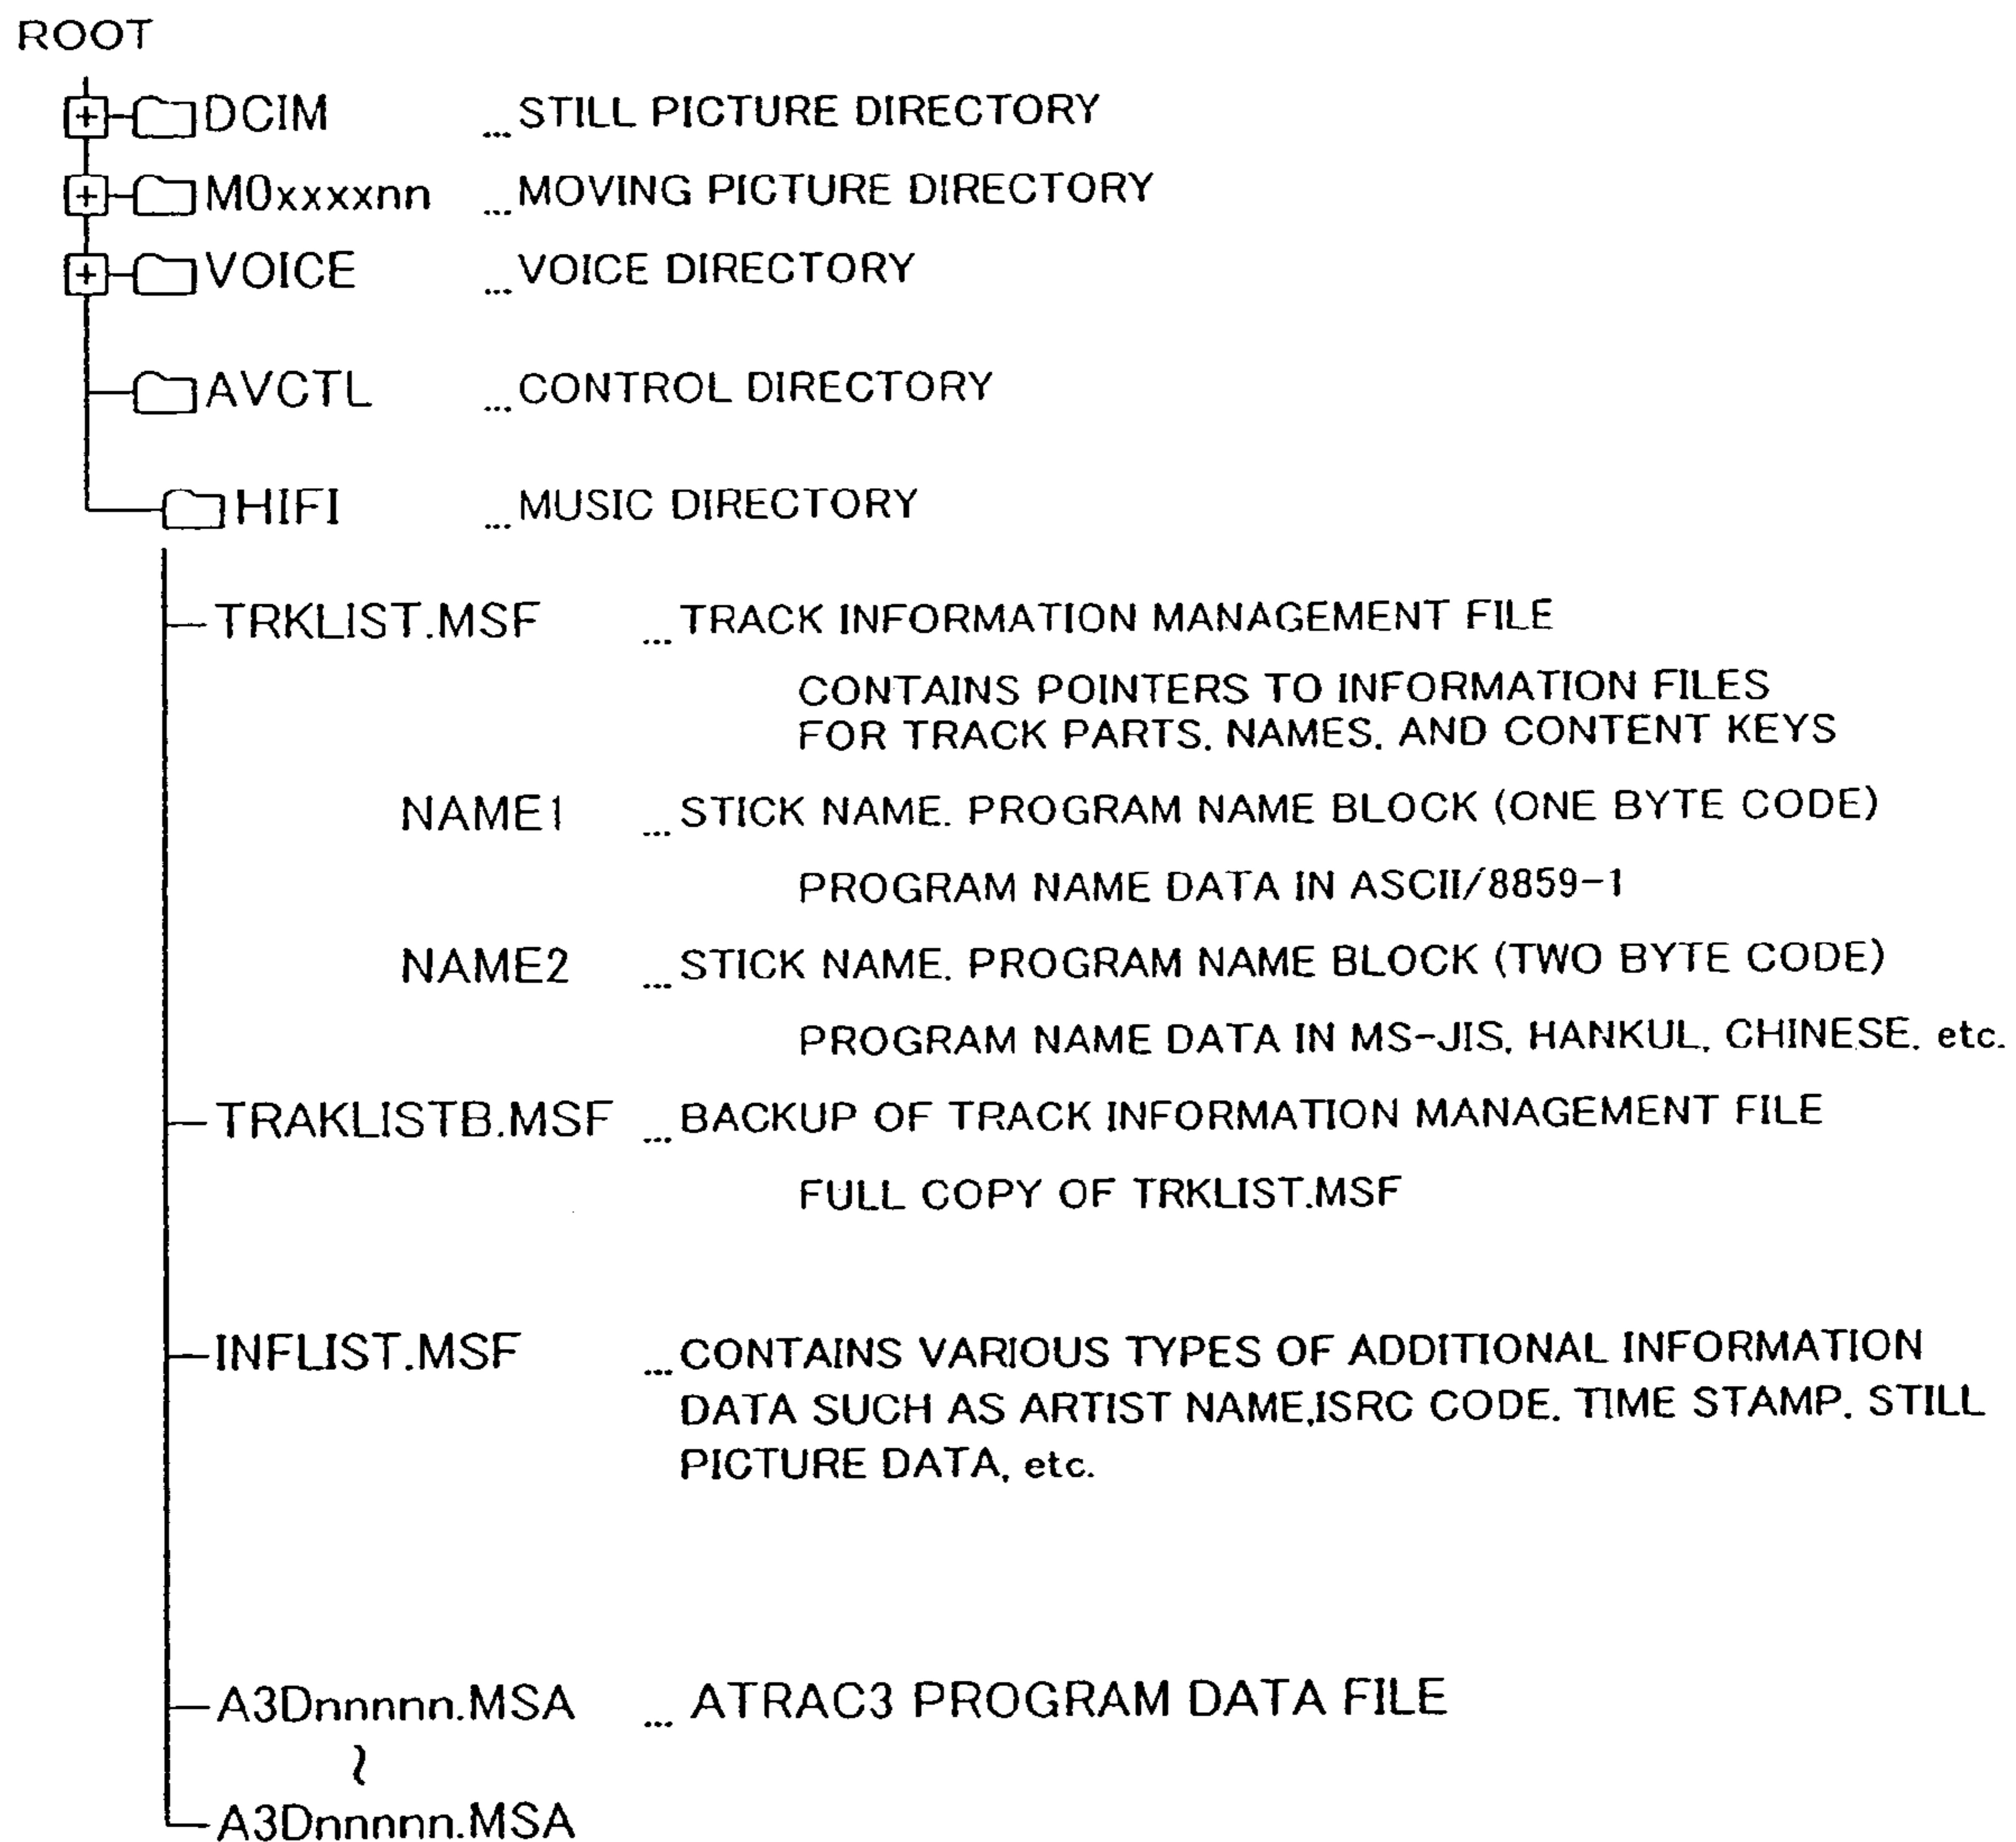 ROOT
DCIM ... STILL PICTURE DIRECTORY
M0xxxxnn ... MOVING PICTURE DIRECTORY
VOICE ... VOICE DIRECTORY
AVCTL ... CONTROL DIRECTORY
HIFI ... MUSIC DIRECTORY
TRKLIST.MSF ... TRACK INFORMATION MANAGEMENT FILE
CONTAINS POINTERS TO INFORMATION FILES
FOR TRACK PARTS, NAMES, AND CONTENT KEYS
NAME1 ... STICK NAME. PROGRAM NAME BLOCK (ONE BYTE CODE)
PROGRAM NAME DATA IN ASCII/8859-1
NAME2 ... STICK NAME. PROGRAM NAME BLOCK (TWO BYTE CODE)
PROGRAM NAME DATA IN MS-JIS, HANKUL, CHINESE. etc.
TRAKLISTB.MSF ... BACKUP OF TRACK INFORMATION MANAGEMENT FILE
FULL COPY OF TRKLIST.MSF
INFLIST.MSF ... CONTAINS VARIOUS TYPES OF ADDITIONAL INFORMATION
DATA SUCH AS ARTIST NAME,ISRC CODE. TIME STAMP. STILL
PICTURE DATA, etc.
A3Dnnnnn.MSA ... ATRAC3 PROGRAM DATA FILE
~
A3Dnnnnn.MSA